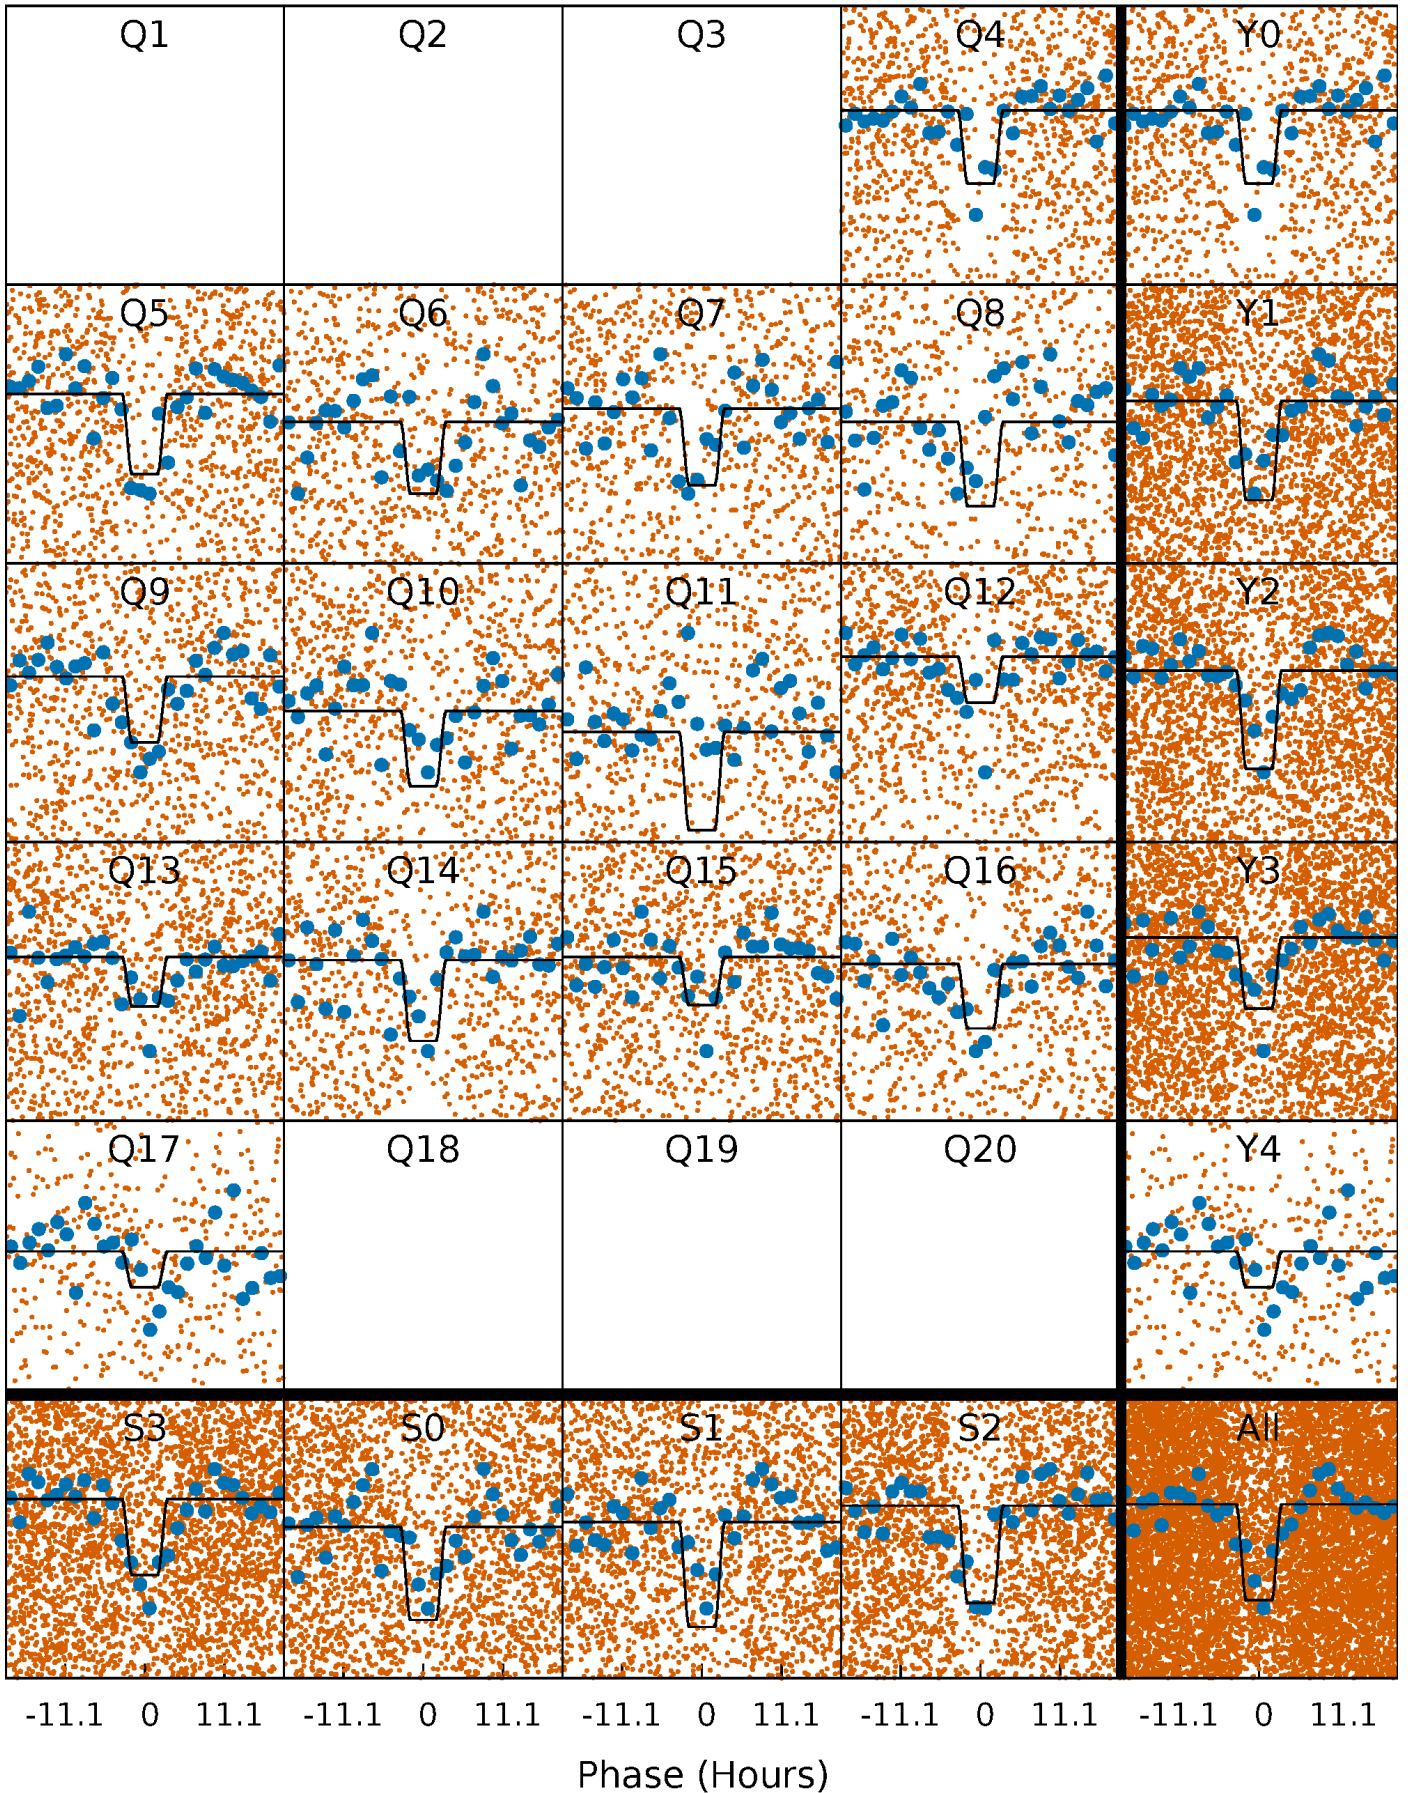 Q1 Q2 Q3 Q4 Y0
Q5 Q6 Q7 Q8 Y1
Q9 Q10 Q11 Q12 Y2
Q13 Q14 Q15 Q16 Y3
Q17 Q18 Q19 Q20 Y4
S3 S0 S1 S2 All
-11.1 0 11.1 -11.1 0 11.1 -11.1 0 11.1 -11.1 0 11.1 -11.1 0 11.1
Phase (Hours)